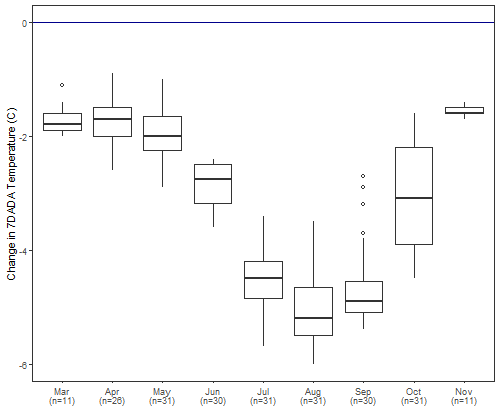 Change in 7DADA Temperature (C)
0
-2
-4
-6
Mar Apr May Jun Jul Aug Sep Oct Nov
(n=11) (n=26) (n=31) (n=30) (n=31) (n=31) (n=30) (n=31) (n=11)